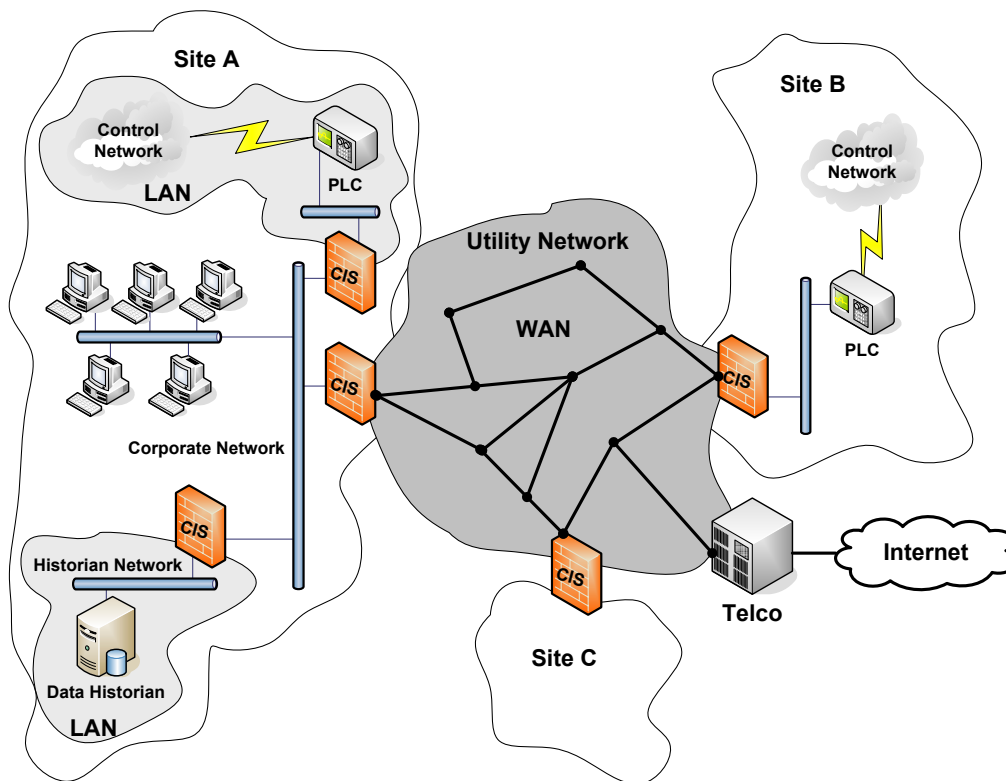 Site A
Control
Network
LAN
PLC
CIS
Utility Network
WAN
Site B
Control
Network
PLC
CIS
CIS
Corporate Network
CIS
Historian Network
Data Historian
LAN
CIS
Site C
Telco
Internet